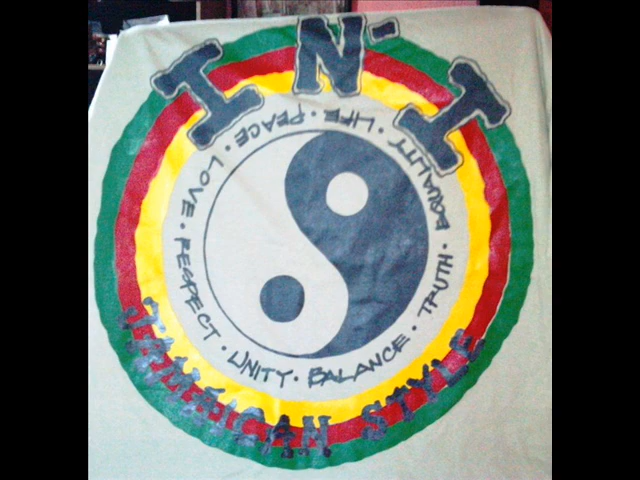 I N-I
PEACE · LOVE · RESPECT · UNITY · BALANCE · TRUTH · EQUALITY · LIFE ·
JAMAICAN STYLE